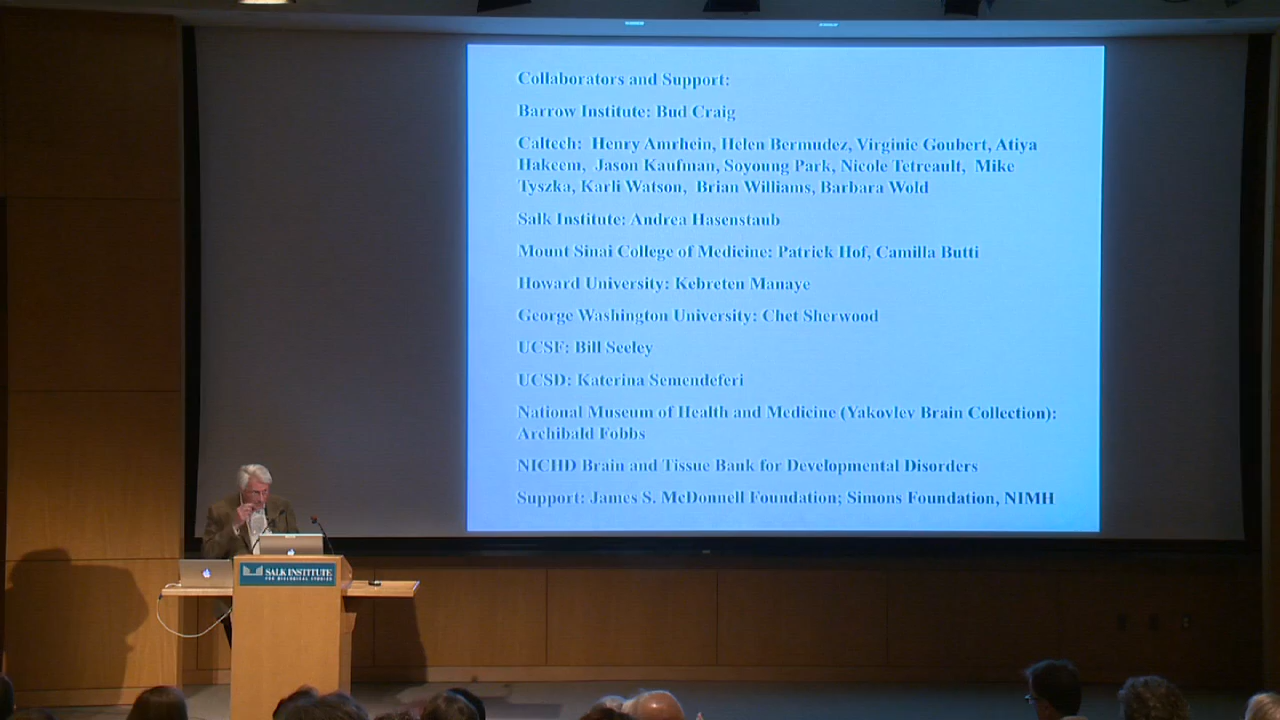 Collaborators and Support:
Barrow Institute: Bud Craig
Caltech: Henry Amrhein, Helen Bermudez, Virginie Goubert, Atiya
Hakeem, Jason Kaufman, Soyoung Park, Nicole Tetreault, Mike
Tyszka, Karli Watson, Brian Williams, Barbara Wold
Salk Institute: Andrea Hasenstaub
Mount Sinai College of Medicine: Patrick Hof, Camilla Butti
Howard University: Kebreten Manaye
George Washington University: Chet Sherwood
UCSF: Bill Seeley
UCSD: Katerina Semendeferi
National Museum of Health and Medicine (Yakovlev Brain Collection):
Archibald Fobbs
NICHD Brain and Tissue Bank for Developmental Disorders
Support: James S. McDonnell Foundation; Simons Foundation, NIMH
SALK INSTITUTE
FOR BIOLOGICAL STUDIES